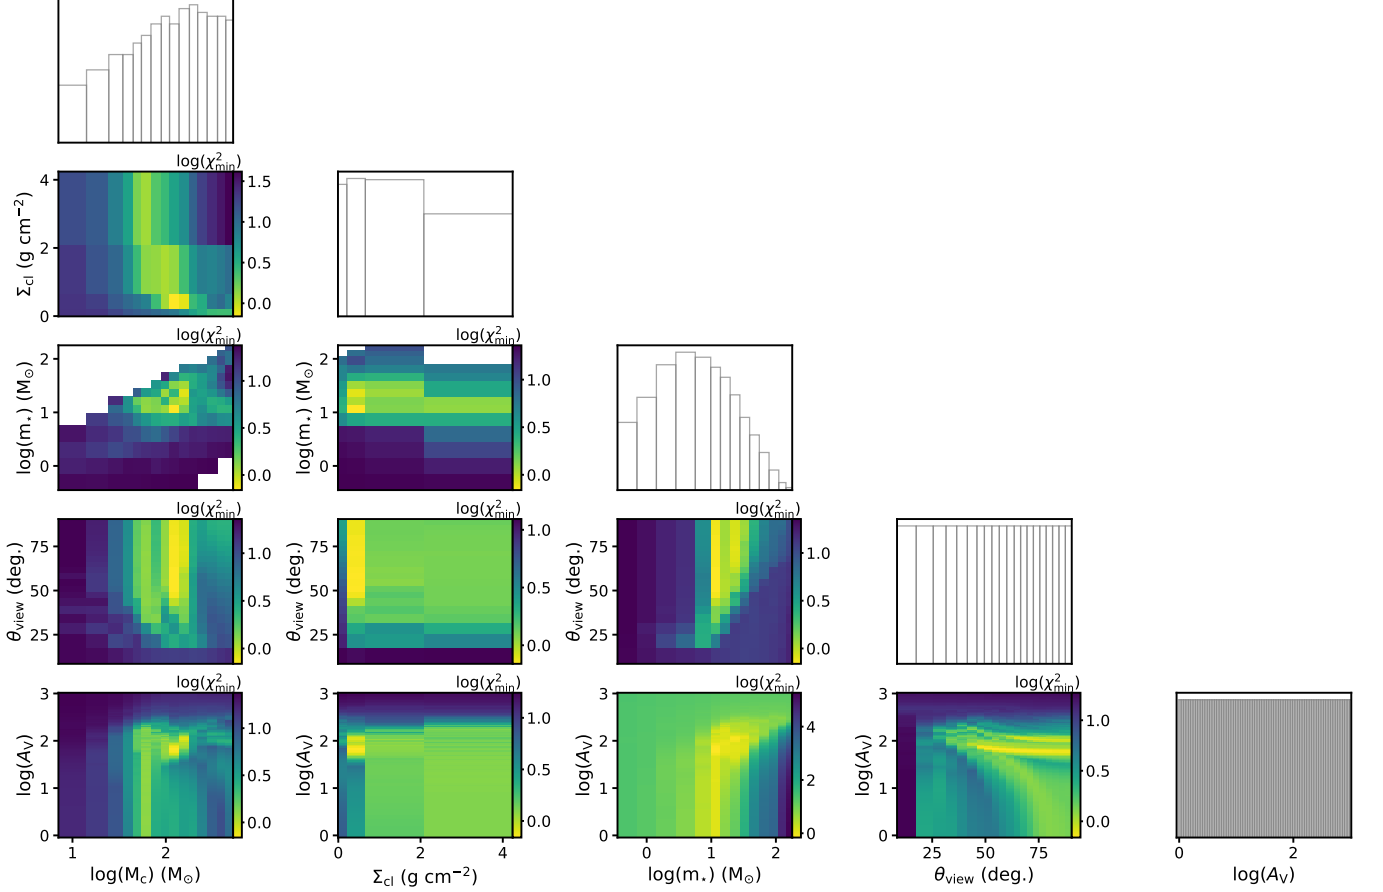 log(χ²min)
4
2
0
Σcl (g cm⁻²)
1.5
1.0
0.5
0.0
log(χ²min)
log(χ²min)
2
1
0
log(m⋆) (M⊙)
1.0
0.5
0.0
2
1
0
log(m⋆) (M⊙)
1.0
0.5
0.0
log(χ²min)
log(χ²min)
log(χ²min)
75
50
25
θview (deg.)
1.0
0.5
0.0
75
50
25
θview (deg.)
1.0
0.5
0.0
75
50
25
θview (deg.)
1.0
0.5
0.0
log(χ²min)
log(χ²min)
log(χ²min)
log(χ²min)
3
2
1
0
log(AV)
1.0
0.5
0.0
3
2
1
0
log(AV)
1.0
0.5
0.0
3
2
1
0
log(AV)
4
2
0
3
2
1
0
log(AV)
1.0
0.5
0.0
1 2
0 2 4
0 1 2
25 50 75
0 2
log(Mc) (M⊙)
Σcl (g cm⁻²)
log(m⋆) (M⊙)
θview (deg.)
log(AV)